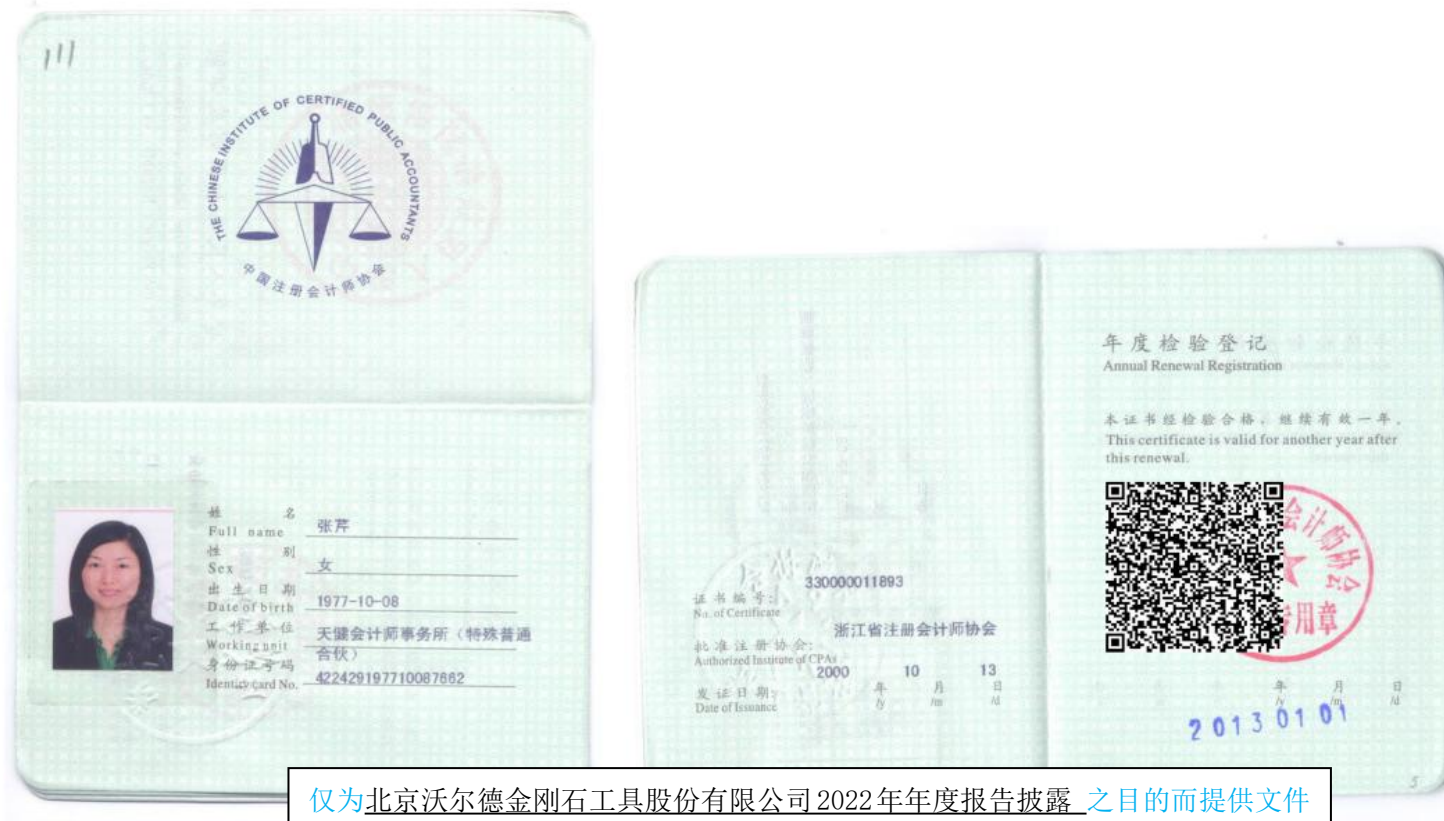 111
THE CHINESE INSTITUTE OF CERTIFIED PUBLIC ACCOUNTANTS
中国注册会计师协会
姓 名
Full name
张芹
性 别
Sex
女
出生日期
Date of birth
1977-10-08
工作单位
Working unit
天健会计师事务所（特殊普通
合伙）
身份证号码
Identity card No.
422429197710087662
证书编号：
No. of Certificate
330000011893
批准注册协会：
Authorized Institute of CPAs
浙江省注册会计师协会
发证日期：
Date of Issuance
2000 10 13
年 月 日
/y /m /d
年度检验登记
Annual Renewal Registration
本证书经检验合格，继续有效一年。
This certificate is valid for another year after
this renewal.
会计师协会
专用章
年 月 日
/y /m /d
2013 01 01
5
仅为北京沃尔德金刚石工具股份有限公司2022年年度报告披露 之目的而提供文件